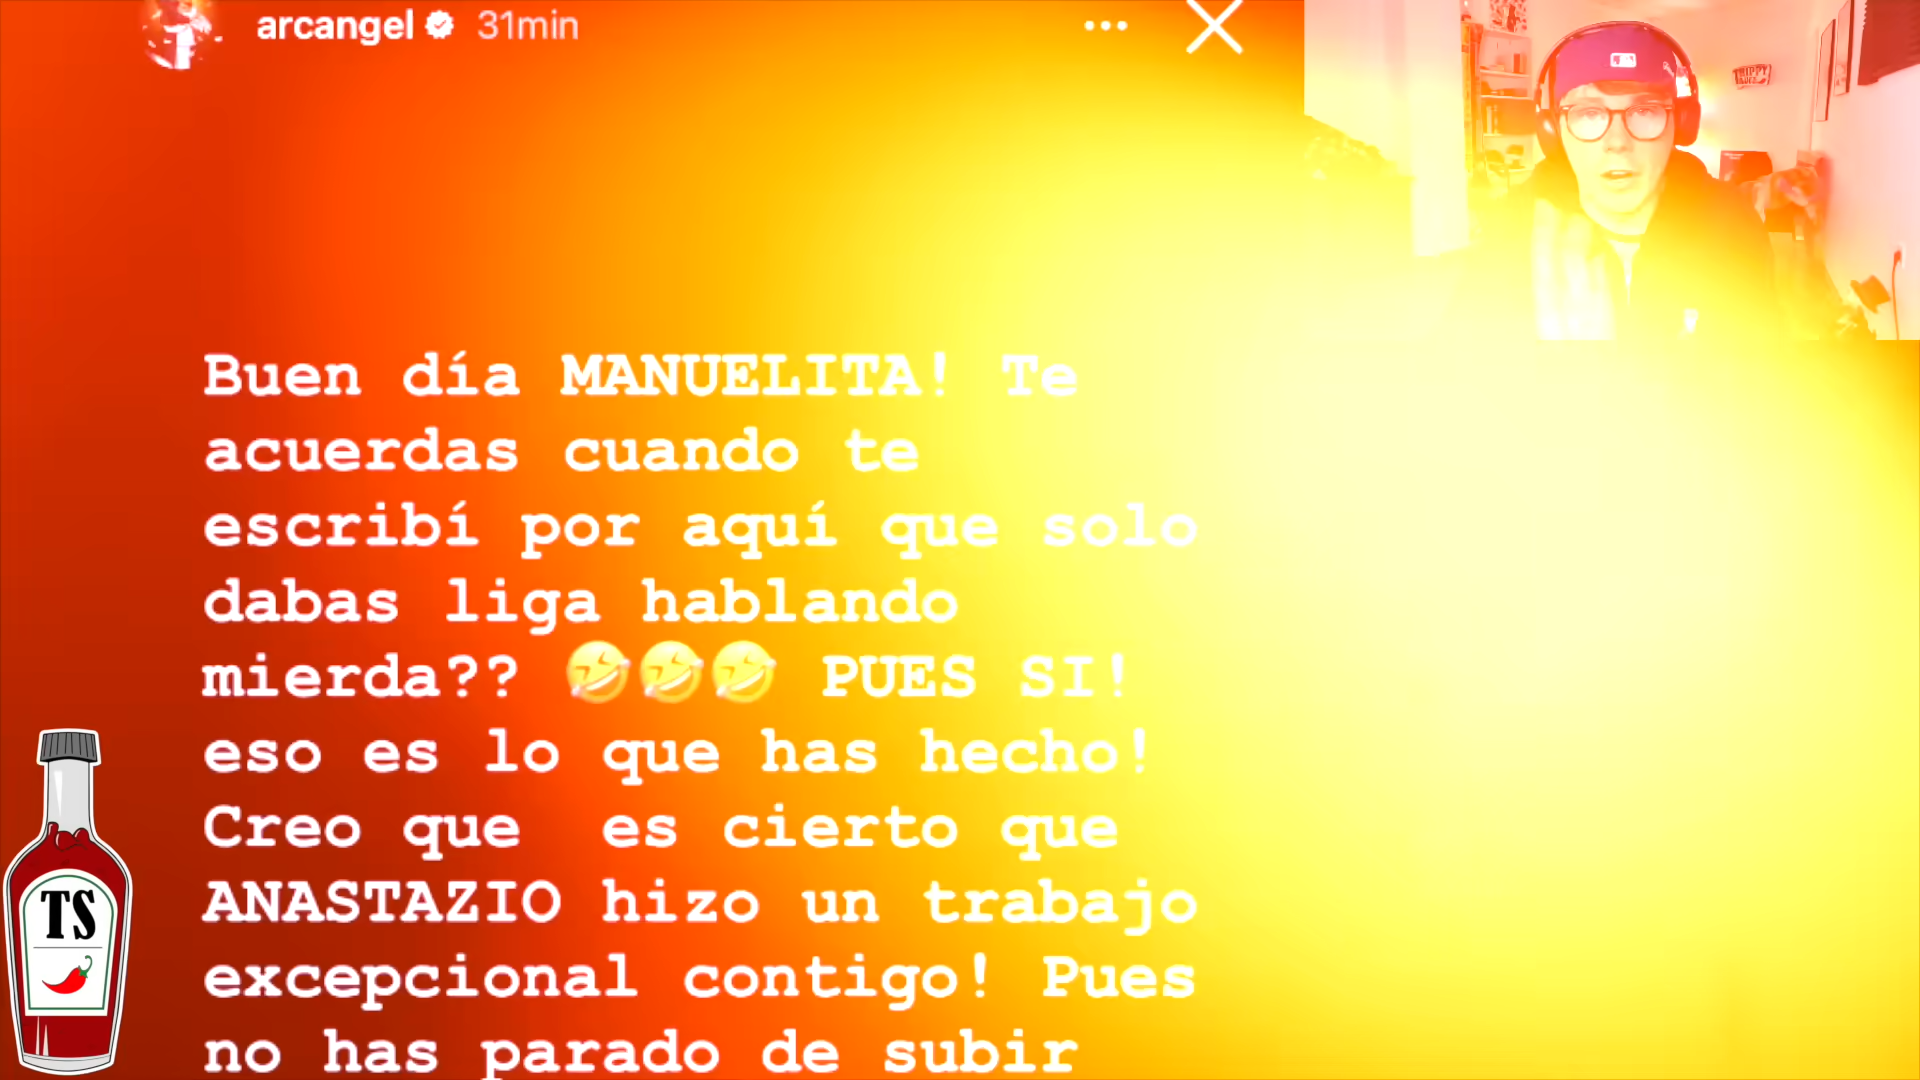 arcangel 31min
TRIPPY
Buen día MANUELITA! Te
acuerdas cuando te
escribí por aquí que solo
dabas liga hablando
mierda?? 🤣🤣🤣 PUES SI!
eso es lo que has hecho!
Creo que es cierto que
ANASTAZIO hizo un trabajo
excepcional contigo! Pues
no has parado de subir
TS